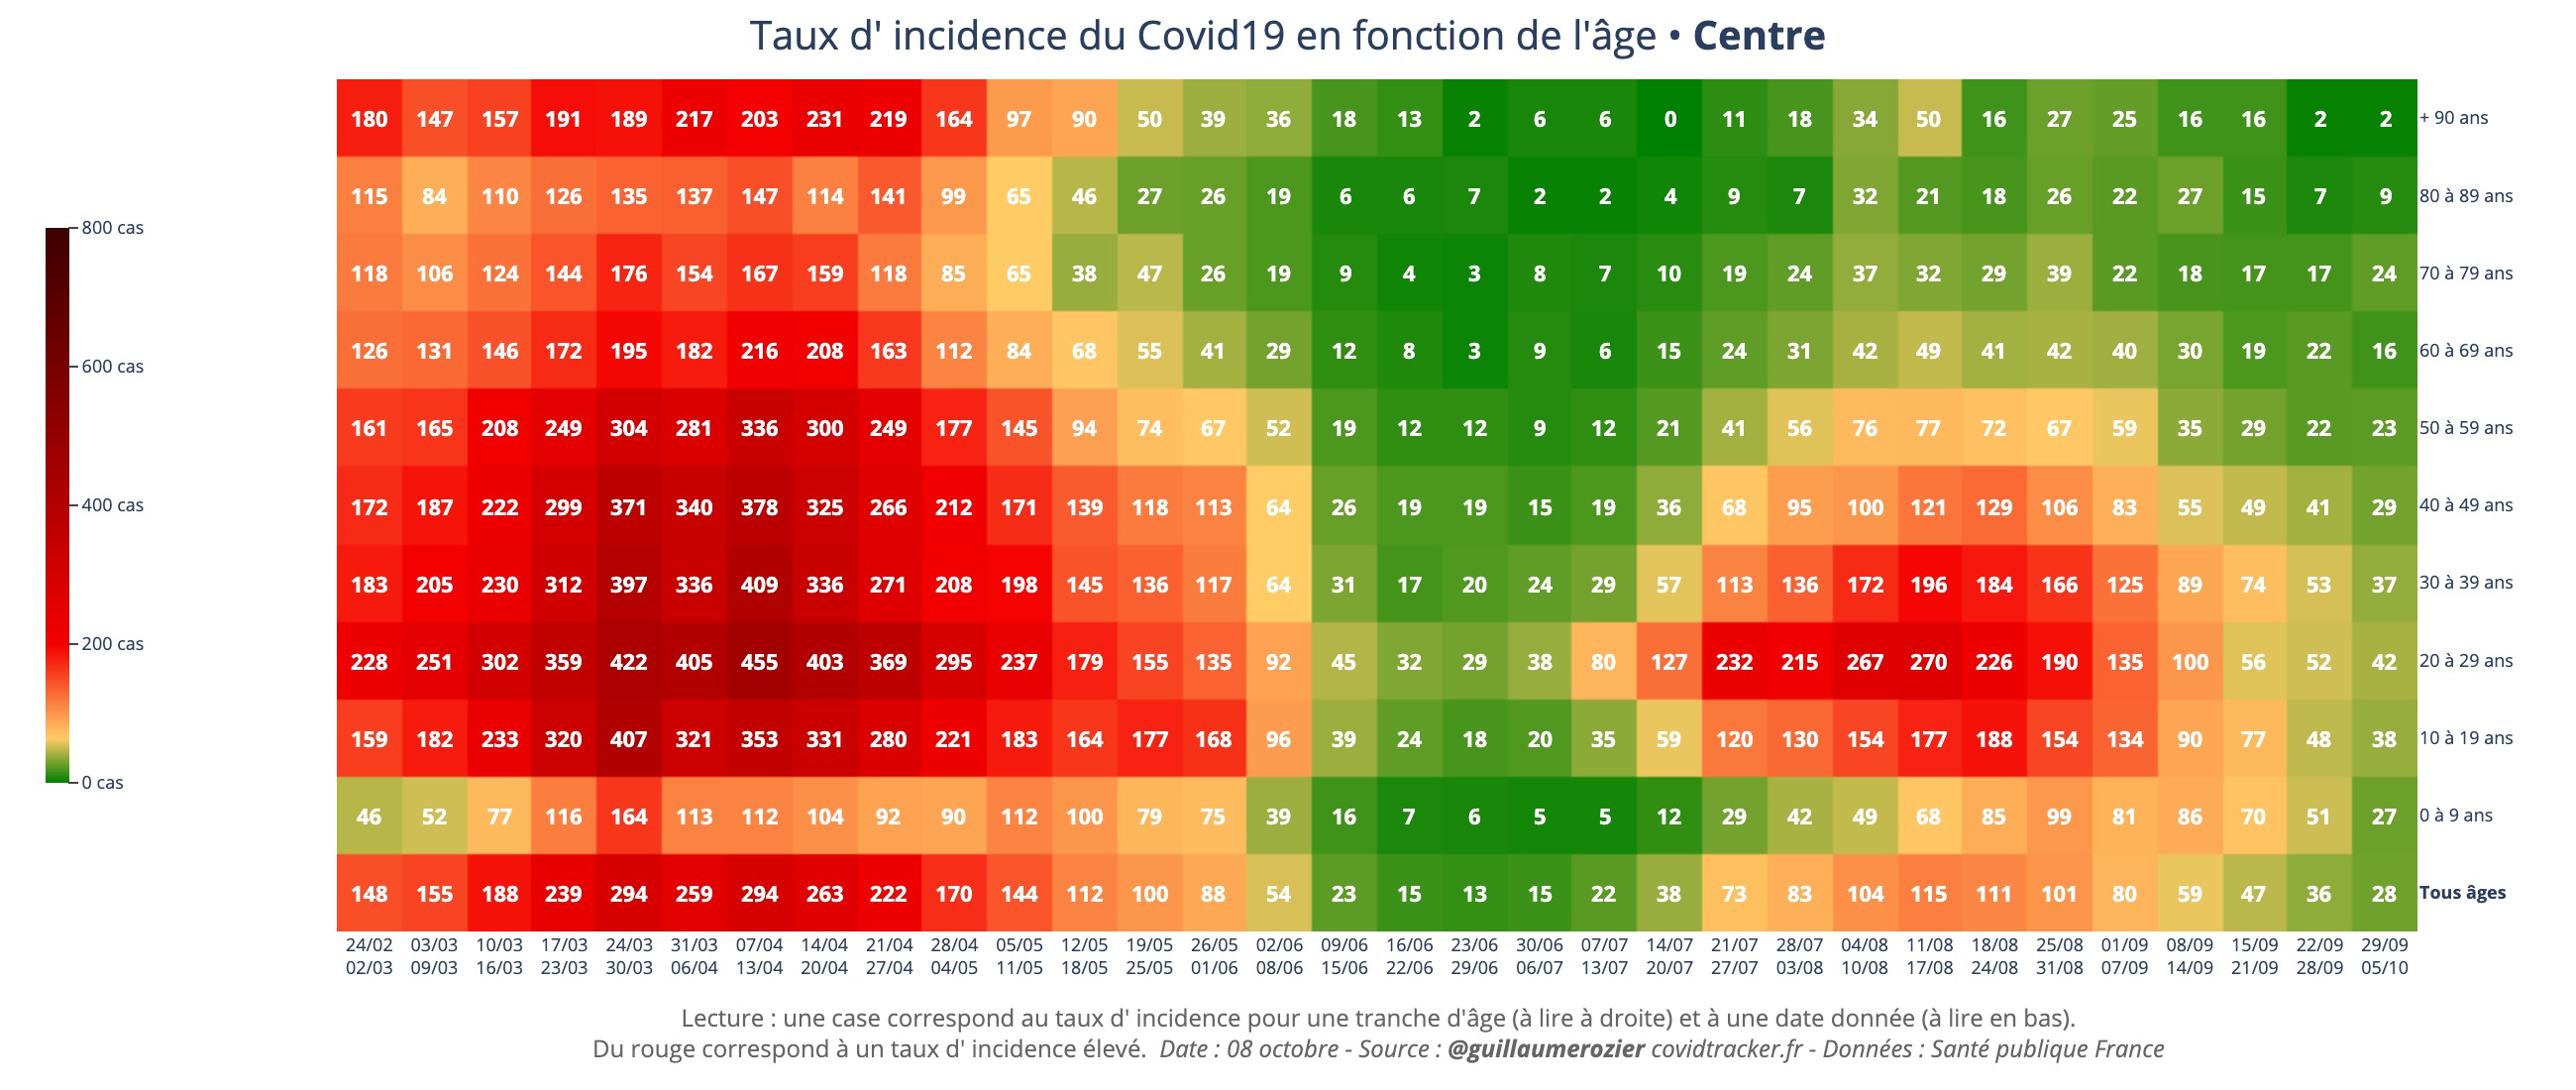 Taux d' incidence du Covid19 en fonction de l'âge • Centre
180 147 157 191 189 217 203 231 219 164 97 90 50 39 36 18 13 2 6 6 0 11 18 34 50 16 27 25 16 16 2 2 + 90 ans
115 84 110 126 135 137 147 114 141 99 65 46 27 26 19 6 6 7 2 2 4 9 7 32 21 18 26 22 27 15 7 9 80 à 89 ans
800 cas
118 106 124 144 176 154 167 159 118 85 65 38 47 26 19 9 4 3 8 7 10 19 24 37 32 29 39 22 18 17 17 24 70 à 79 ans
126 131 146 172 195 182 216 208 163 112 84 68 55 41 29 12 8 3 9 6 15 24 31 42 49 41 42 40 30 19 22 16 60 à 69 ans
600 cas
161 165 208 249 304 281 336 300 249 177 145 94 74 67 52 19 12 12 9 12 21 41 56 76 77 72 67 59 35 29 22 23 50 à 59 ans
400 cas
172 187 222 299 371 340 378 325 266 212 171 139 118 113 64 26 19 19 15 19 36 68 95 100 121 129 106 83 55 49 41 29 40 à 49 ans
183 205 230 312 397 336 409 336 271 208 198 145 136 117 64 31 17 20 24 29 57 113 136 172 196 184 166 125 89 74 53 37 30 à 39 ans
200 cas
228 251 302 359 422 405 455 403 369 295 237 179 155 135 92 45 32 29 38 80 127 232 215 267 270 226 190 135 100 56 52 42 20 à 29 ans
159 182 233 320 407 321 353 331 280 221 183 164 177 168 96 39 24 18 20 35 59 120 130 154 177 188 154 134 90 77 48 38 10 à 19 ans
0 cas
46 52 77 116 164 113 112 104 92 90 112 100 79 75 39 16 7 6 5 5 12 29 42 49 68 85 99 81 86 70 51 27 0 à 9 ans
148 155 188 239 294 259 294 263 222 170 144 112 100 88 54 23 15 13 15 22 38 73 83 104 115 111 101 80 59 47 36 28 Tous âges
24/02 03/03 10/03 17/03 24/03 31/03 07/04 14/04 21/04 28/04 05/05 12/05 19/05 26/05 02/06 09/06 16/06 23/06 30/06 07/07 14/07 21/07 28/07 04/08 11/08 18/08 25/08 01/09 08/09 15/09 22/09 29/09
02/03 09/03 16/03 23/03 30/03 06/04 13/04 20/04 27/04 04/05 11/05 18/05 25/05 01/06 08/06 15/06 22/06 29/06 06/07 13/07 20/07 27/07 03/08 10/08 17/08 24/08 31/08 07/09 14/09 21/09 28/09 05/10
Lecture : une case correspond au taux d' incidence pour une tranche d'âge (à lire à droite) et à une date donnée (à lire en bas).
Du rouge correspond à un taux d' incidence élevé. Date : 08 octobre - Source : @guillaumerozier covidtracker.fr - Données : Santé publique France